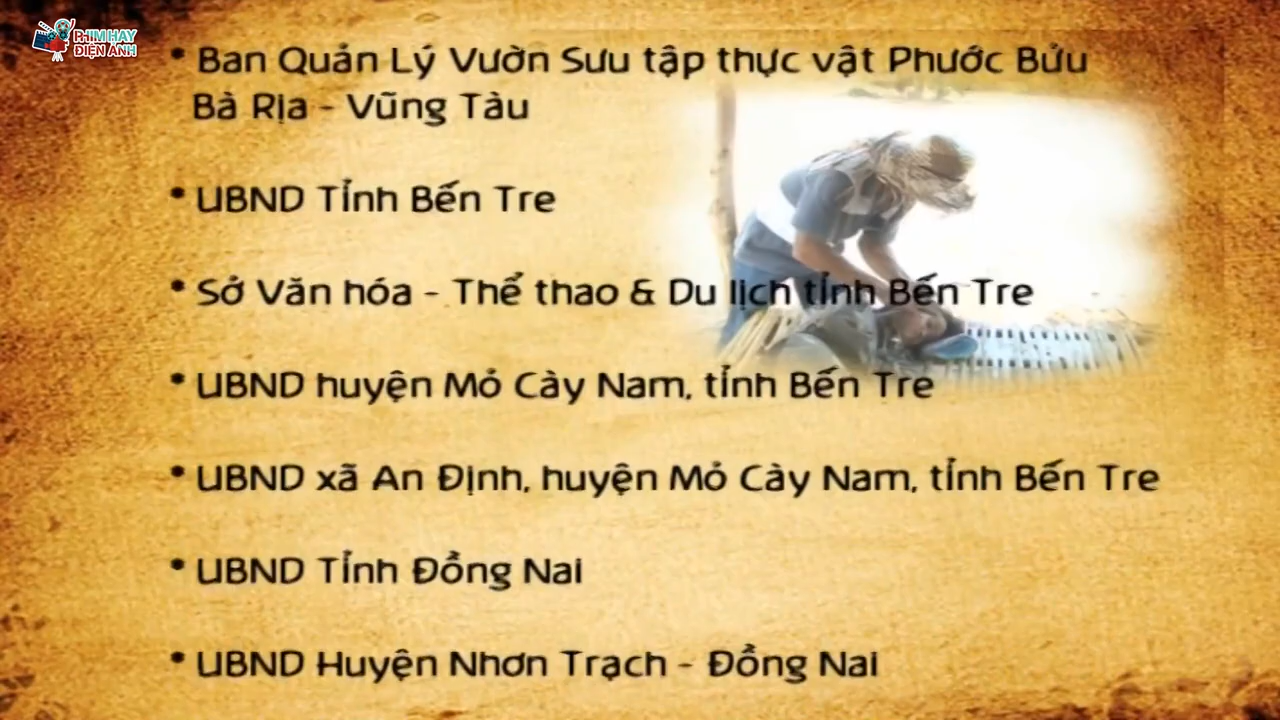 PHIM HAY
ĐIỆN ẢNH
* Ban Quản Lý Vườn Sưu tập thực vật Phước Bửu
Bà Rịa - Vũng Tàu
* UBND Tỉnh Bến Tre
* Sở Văn hóa - Thể thao & Du lịch tỉnh Bến Tre
* UBND huyện Mỏ Cày Nam, tỉnh Bến Tre
* UBND xã An Định, huyện Mỏ Cày Nam, tỉnh Bến Tre
* UBND Tỉnh Đồng Nai
* UBND Huyện Nhơn Trạch - Đồng Nai